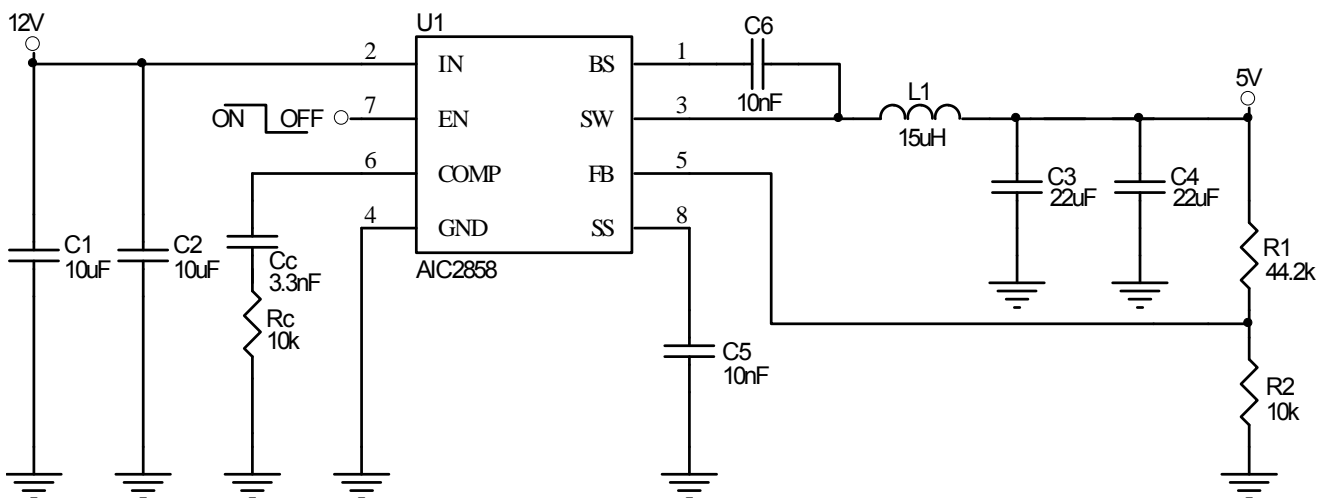 12V
U1
C6
2
IN
BS
1
10nF
5V
L1
ON
OFF
7
EN
SW
3
15uH
6
COMP
FB
5
C3
22uF
C4
22uF
4
GND
SS
8
C1
10uF
C2
10uF
Cc
3.3nF
AIC2858
R1
44.2k
Rc
10k
C5
10nF
R2
10k